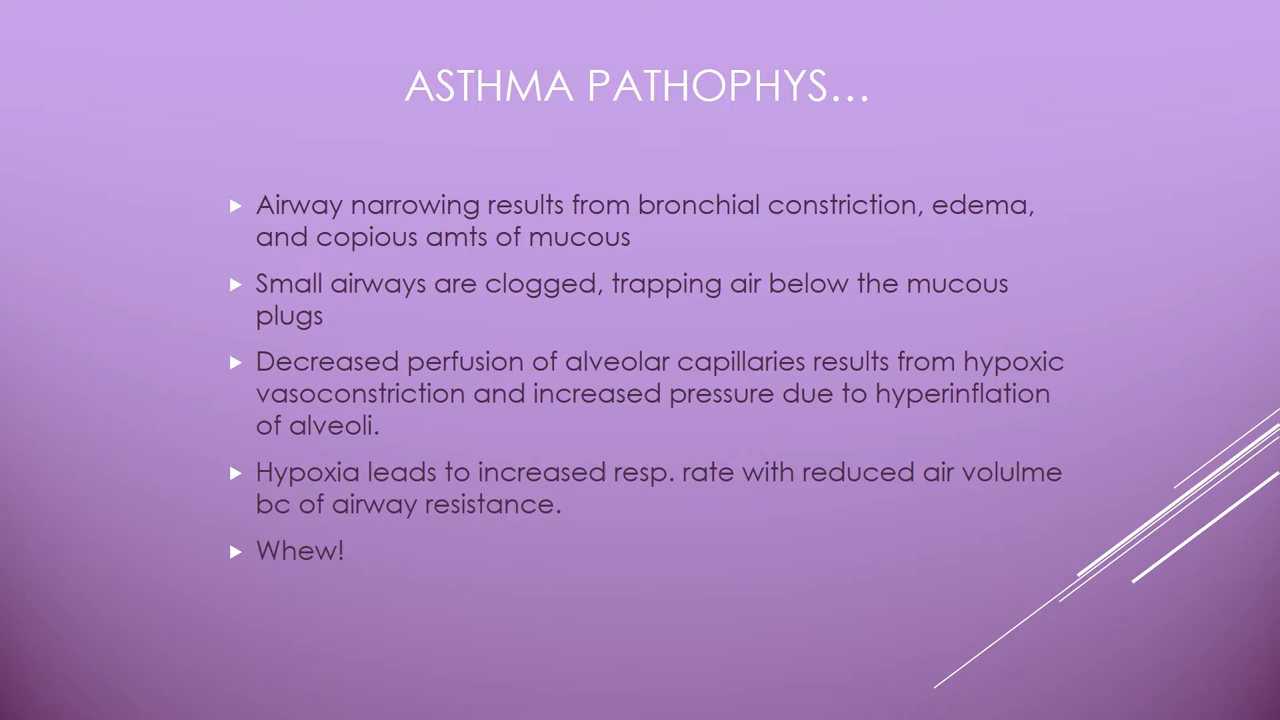 ASTHMA PATHOPHYS...
Airway narrowing results from bronchial constriction, edema,
and copious amts of mucous
Small airways are clogged, trapping air below the mucous
plugs
Decreased perfusion of alveolar capillaries results from hypoxic
vasoconstriction and increased pressure due to hyperinflation
of alveoli.
Hypoxia leads to increased resp. rate with reduced air volulme
bc of airway resistance.
Whew!